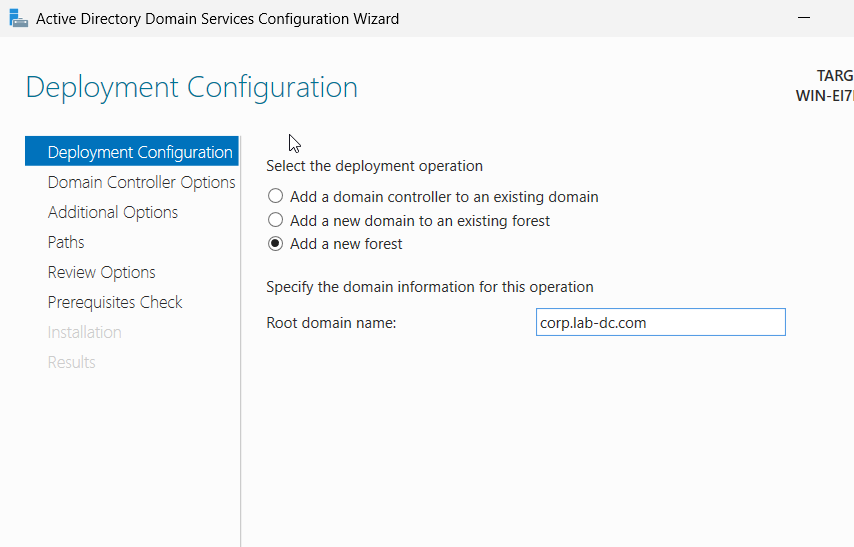 Active Directory Domain Services Configuration Wizard
Deployment Configuration
TARG
WIN-EI7
Deployment Configuration
Domain Controller Options
Additional Options
Paths
Review Options
Prerequisites Check
Installation
Results
Select the deployment operation
Add a domain controller to an existing domain
Add a new domain to an existing forest
Add a new forest
Specify the domain information for this operation
Root domain name:
corp.lab-dc.com